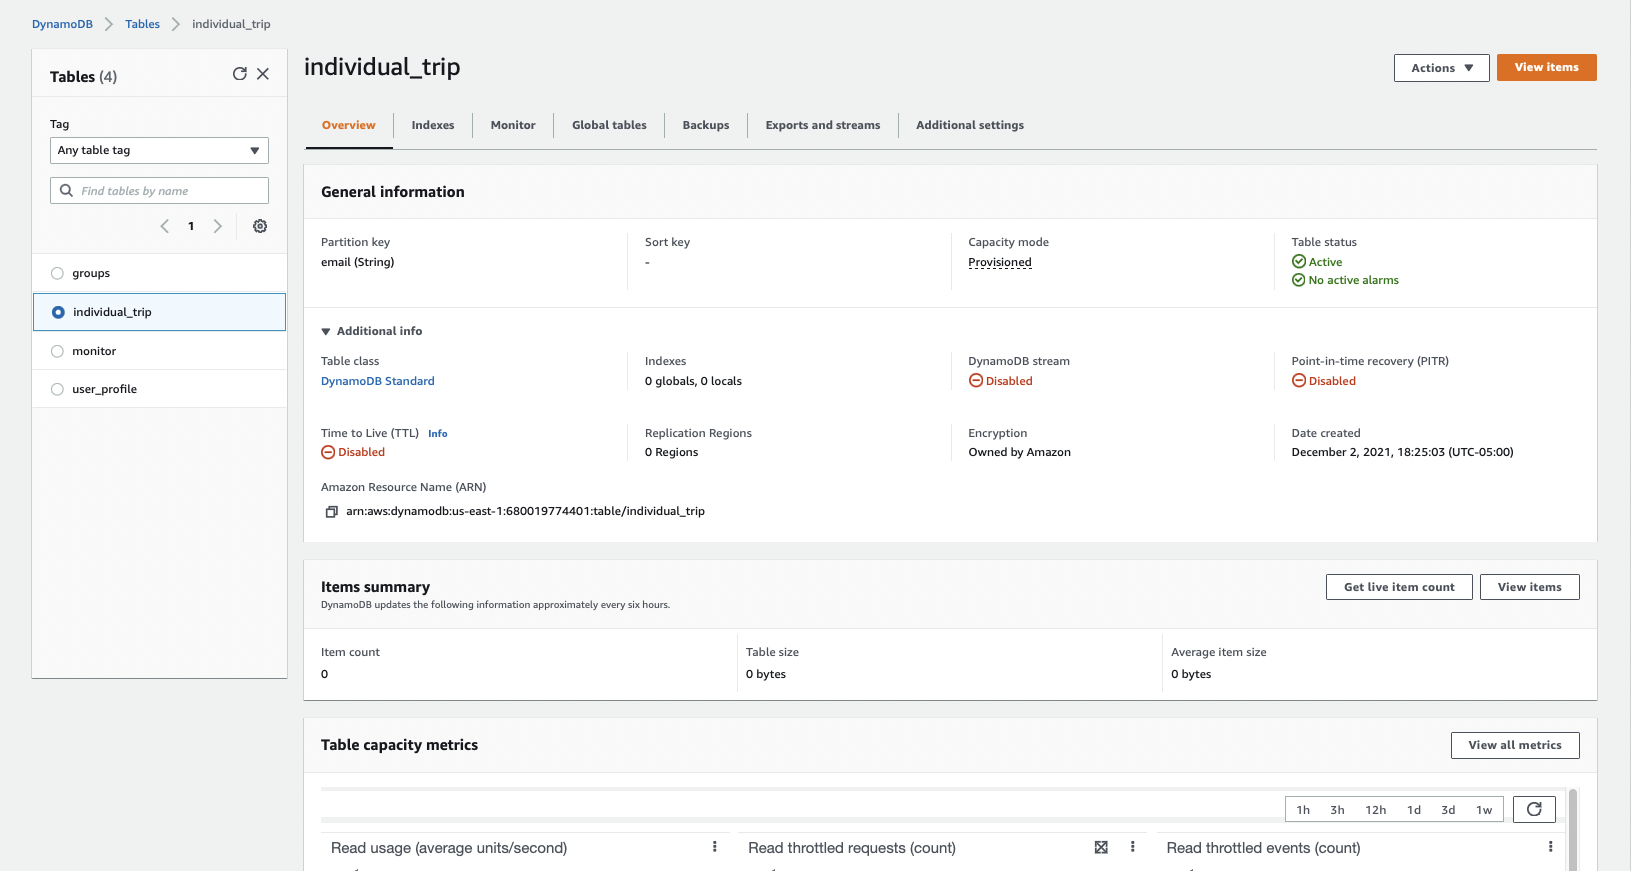 DynamoDB > Tables > individual_trip
Tables (4)
Tag
Any table tag
Find tables by name
1
groups
individual_trip
monitor
user_profile
individual_trip
Actions
View items
Overview
Indexes
Monitor
Global tables
Backups
Exports and streams
Additional settings
General information
Partition key
email (String)
Sort key
-
Capacity mode
Provisioned
Table status
Active
No active alarms
Additional info
Table class
DynamoDB Standard
Indexes
0 globals, 0 locals
DynamoDB stream
Disabled
Point-in-time recovery (PITR)
Disabled
Time to Live (TTL) Info
Disabled
Replication Regions
0 Regions
Encryption
Owned by Amazon
Date created
December 2, 2021, 18:25:03 (UTC-05:00)
Amazon Resource Name (ARN)
arn:aws:dynamodb:us-east-1:680019774401:table/individual_trip
Items summary
DynamoDB updates the following information approximately every six hours.
Get live item count
View items
Item count
0
Table size
0 bytes
Average item size
0 bytes
Table capacity metrics
View all metrics
1h 3h 12h 1d 3d 1w
Read usage (average units/second)
Read throttled requests (count)
Read throttled events (count)